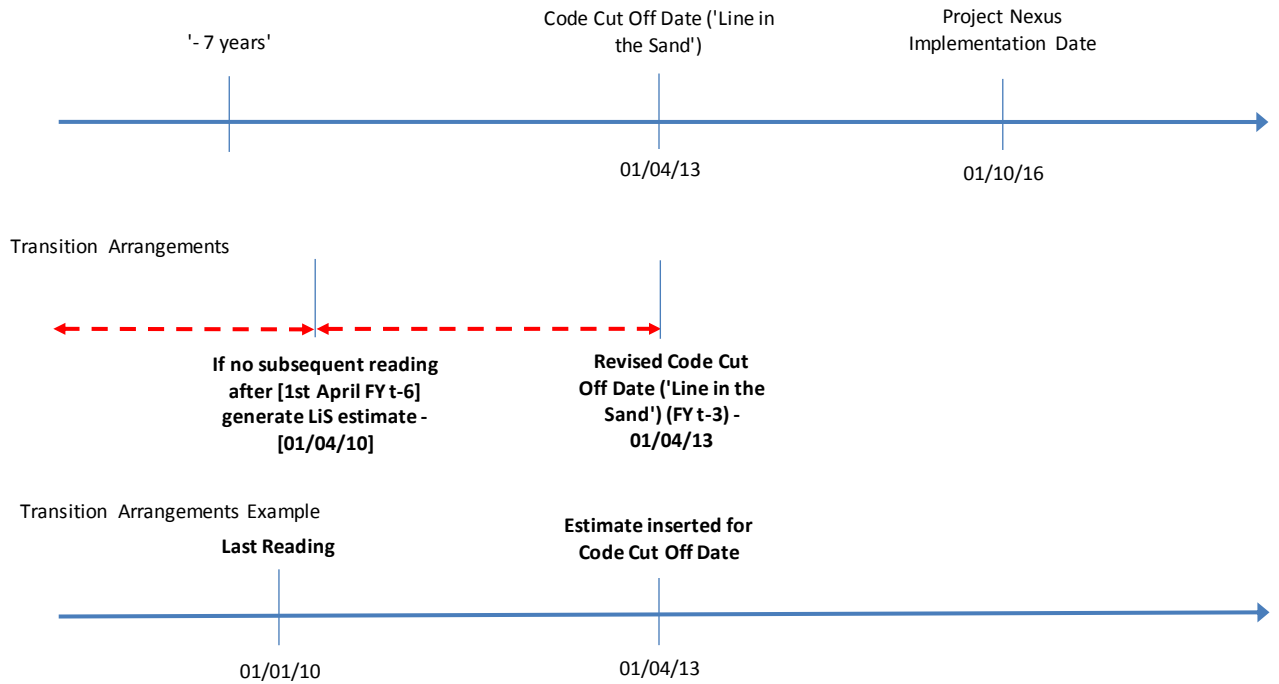 '- 7 years'
Code Cut Off Date ('Line in
the Sand')
Project Nexus
Implementation Date
01/04/13
01/10/16
Transition Arrangements
If no subsequent reading
after [1st April FY t-6]
generate LiS estimate -
[01/04/10]
Revised Code Cut
Off Date ('Line in the
Sand') (FY t-3) -
01/04/13
Transition Arrangements Example
Last Reading
Estimate inserted for
Code Cut Off Date
01/01/10
01/04/13